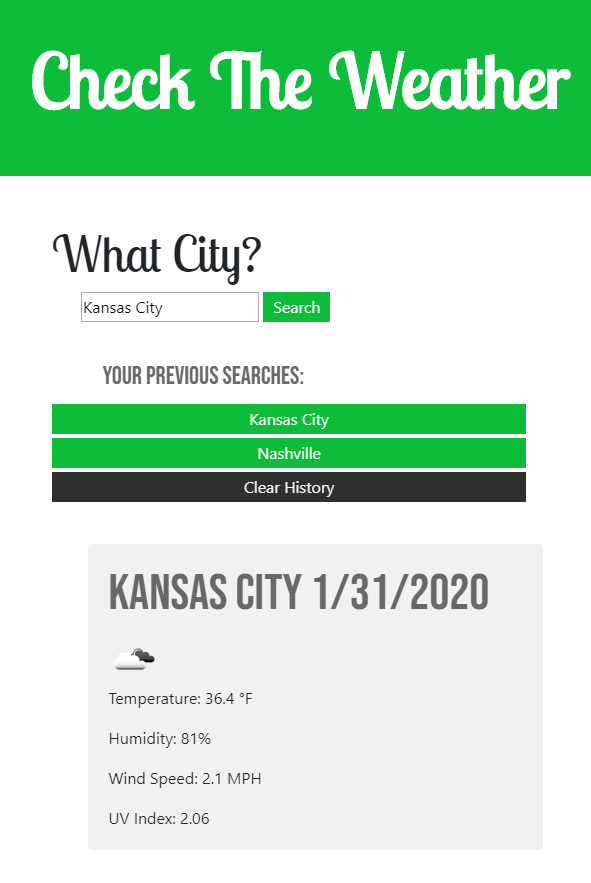 Check The Weather
What City?
Kansas City Search
YOUR PREVIOUS SEARCHES:
Kansas City
Nashville
Clear History
KANSAS CITY 1/31/2020
Temperature: 36.4 °F
Humidity: 81%
Wind Speed: 2.1 MPH
UV Index: 2.06